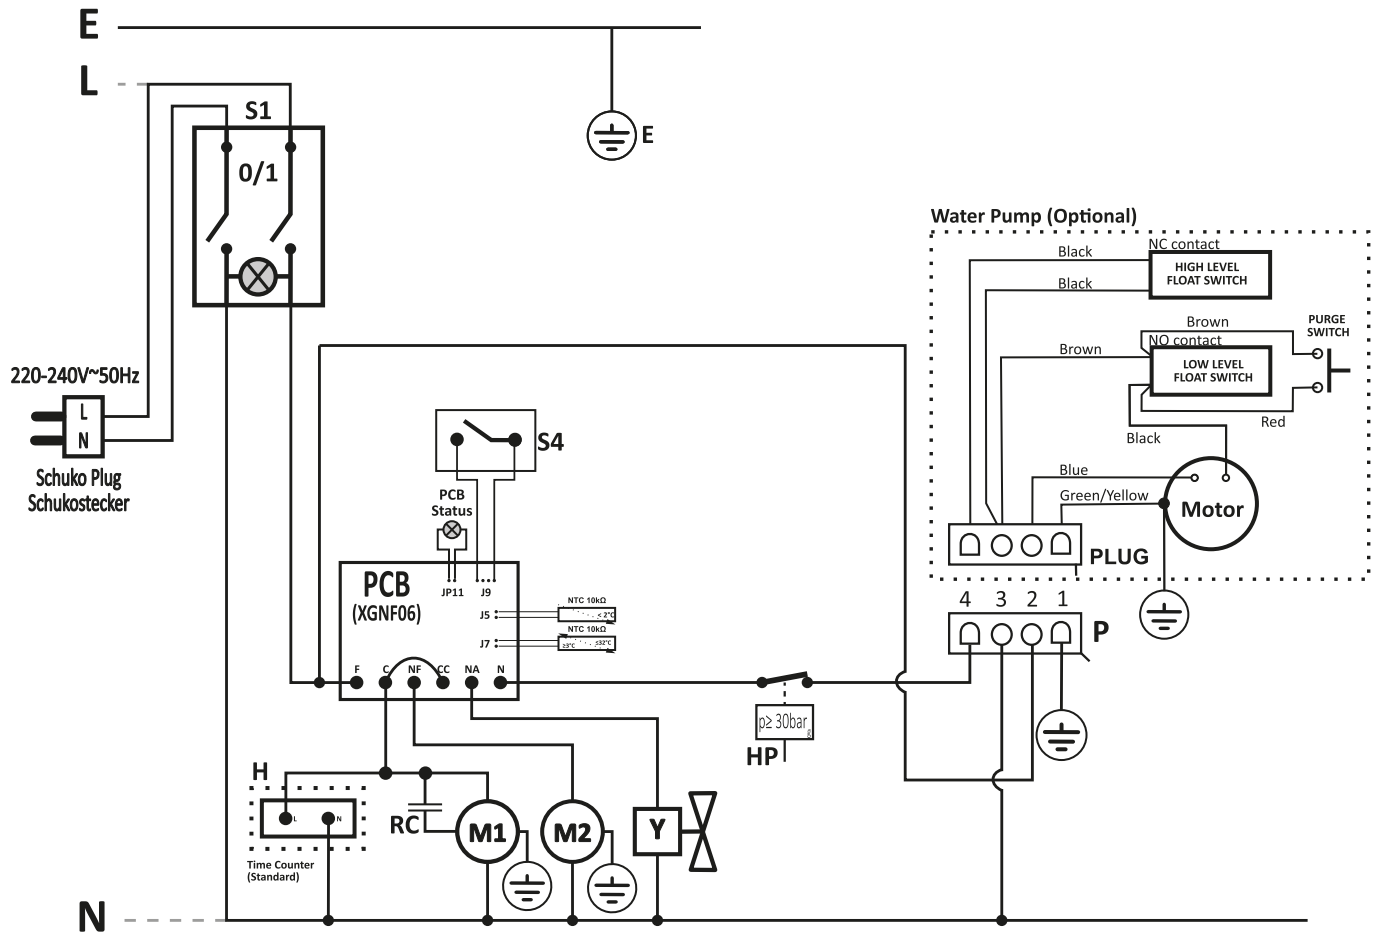 E
L
S1
0/1
E
Water Pump (Optional)
NC contact
Black
HIGH LEVEL
FLOAT SWITCH
Black
Brown
PURGE
SWITCH
NO contact
Brown
LOW LEVEL
FLOAT SWITCH
Red
Black
Blue
Green/Yellow
Motor
PLUG
4 3 2 1
P
220-240V~50Hz
L
N
Schuko Plug
Schukostecker
S4
PCB
Status
PCB
(XGNF06)
JP11 J9
J5
NTC 10kΩ
< 2°C
J7
NTC 10kΩ
≥3°C ≤32°C
F C NF CC NA N
p≥ 30bar
HP
H
L N
Time Counter
(Standard)
RC
M1
M2
Y
N